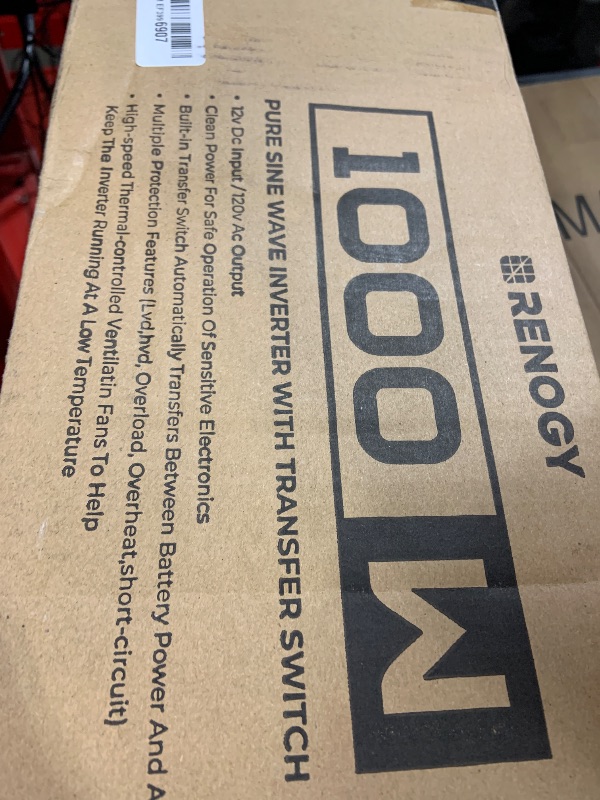 RENOGY
1000W
PURE SINE WAVE INVERTER WITH TRANSFER SWITCH
• 12v Dc Input /120v Ac Output
• Clean Power For Safe Operation Of Sensitive Electronics
• Built-In Transfer Switch Automatically Transfers Between Battery Power And A
• Multiple Protection Features (Lvd,hvd, Overload, Overheat,short-circuit)
• High-speed Thermal-controlled Ventilatin Fans To Help
Keep The Inverter Running At A Low Temperature
6907